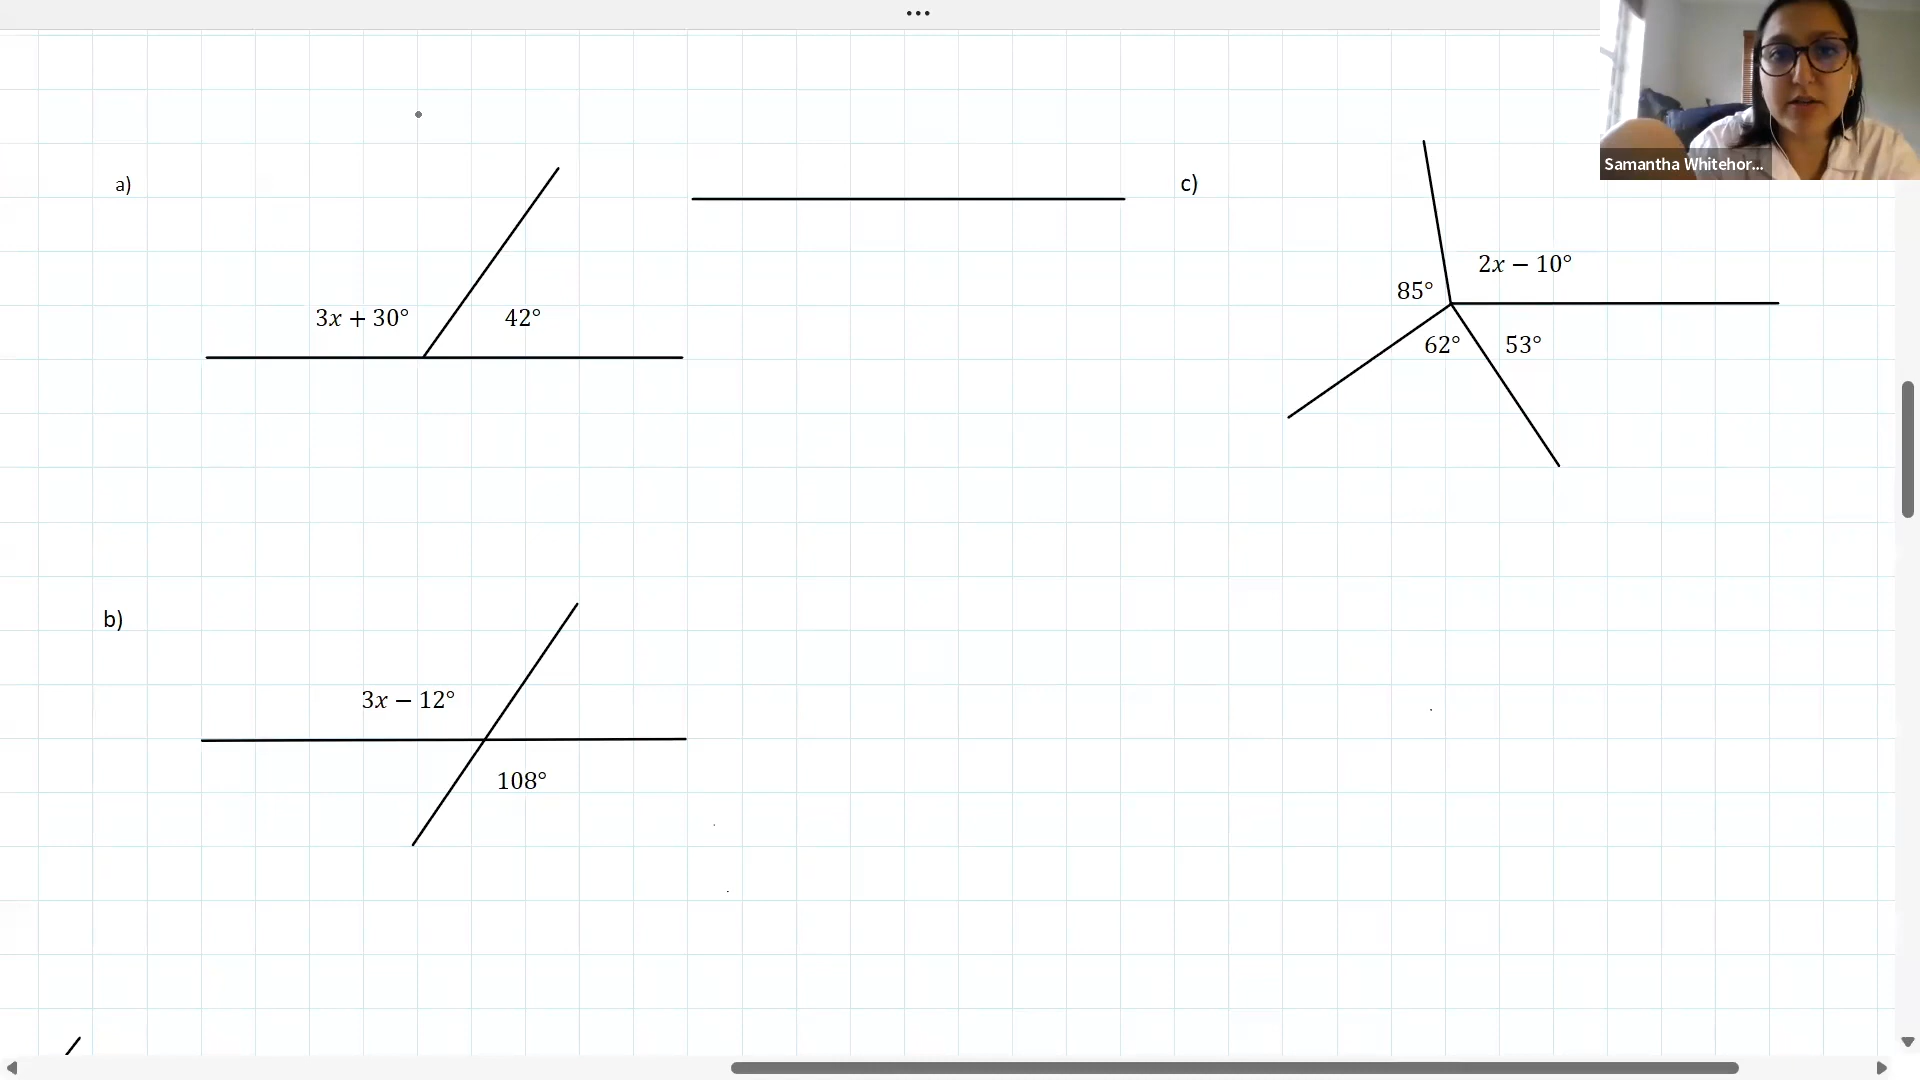 Samantha Whitehor...
a)
3x + 30°
42°
c)
2x − 10°
85°
62°
53°
b)
3x − 12°
108°